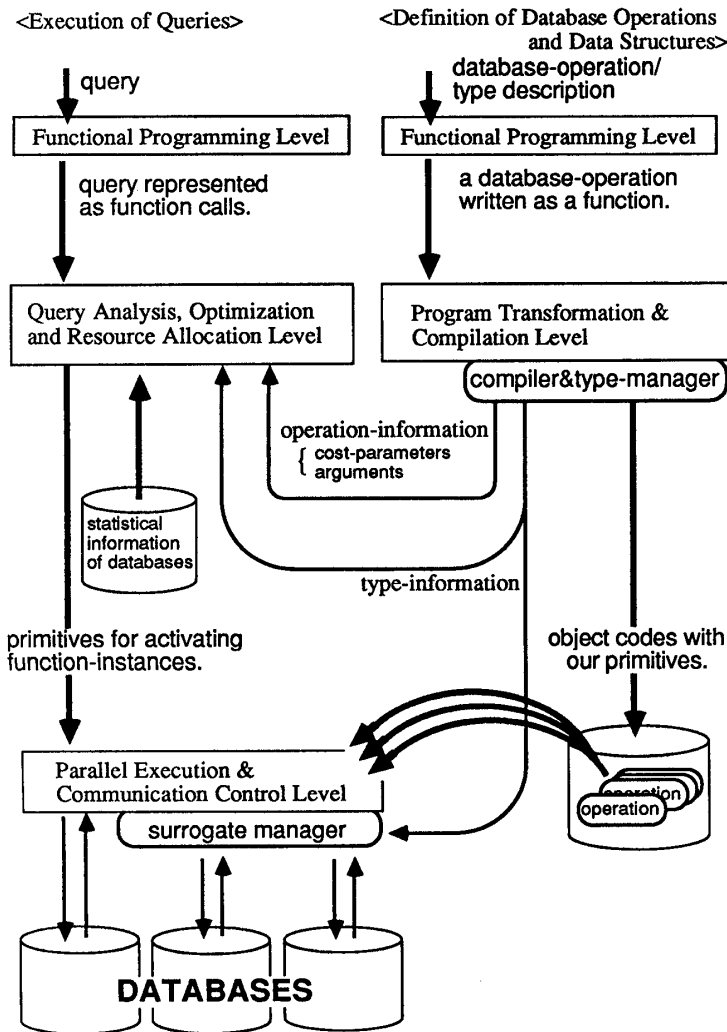 <Execution of Queries>
<Definition of Database Operations
and Data Structures>
query
database-operation/
type description
Functional Programming Level
Functional Programming Level
query represented
as function calls.
a database-operation
written as a function.
Query Analysis, Optimization
and Resource Allocation Level
Program Transformation &
Compilation Level
compiler&type-manager
operation-information
{ cost-parameters
arguments
statistical
information
of databases
type-information
primitives for activating
function-instances.
object codes with
our primitives.
Parallel Execution &
Communication Control Level
surrogate manager
operation
operation
DATABASES